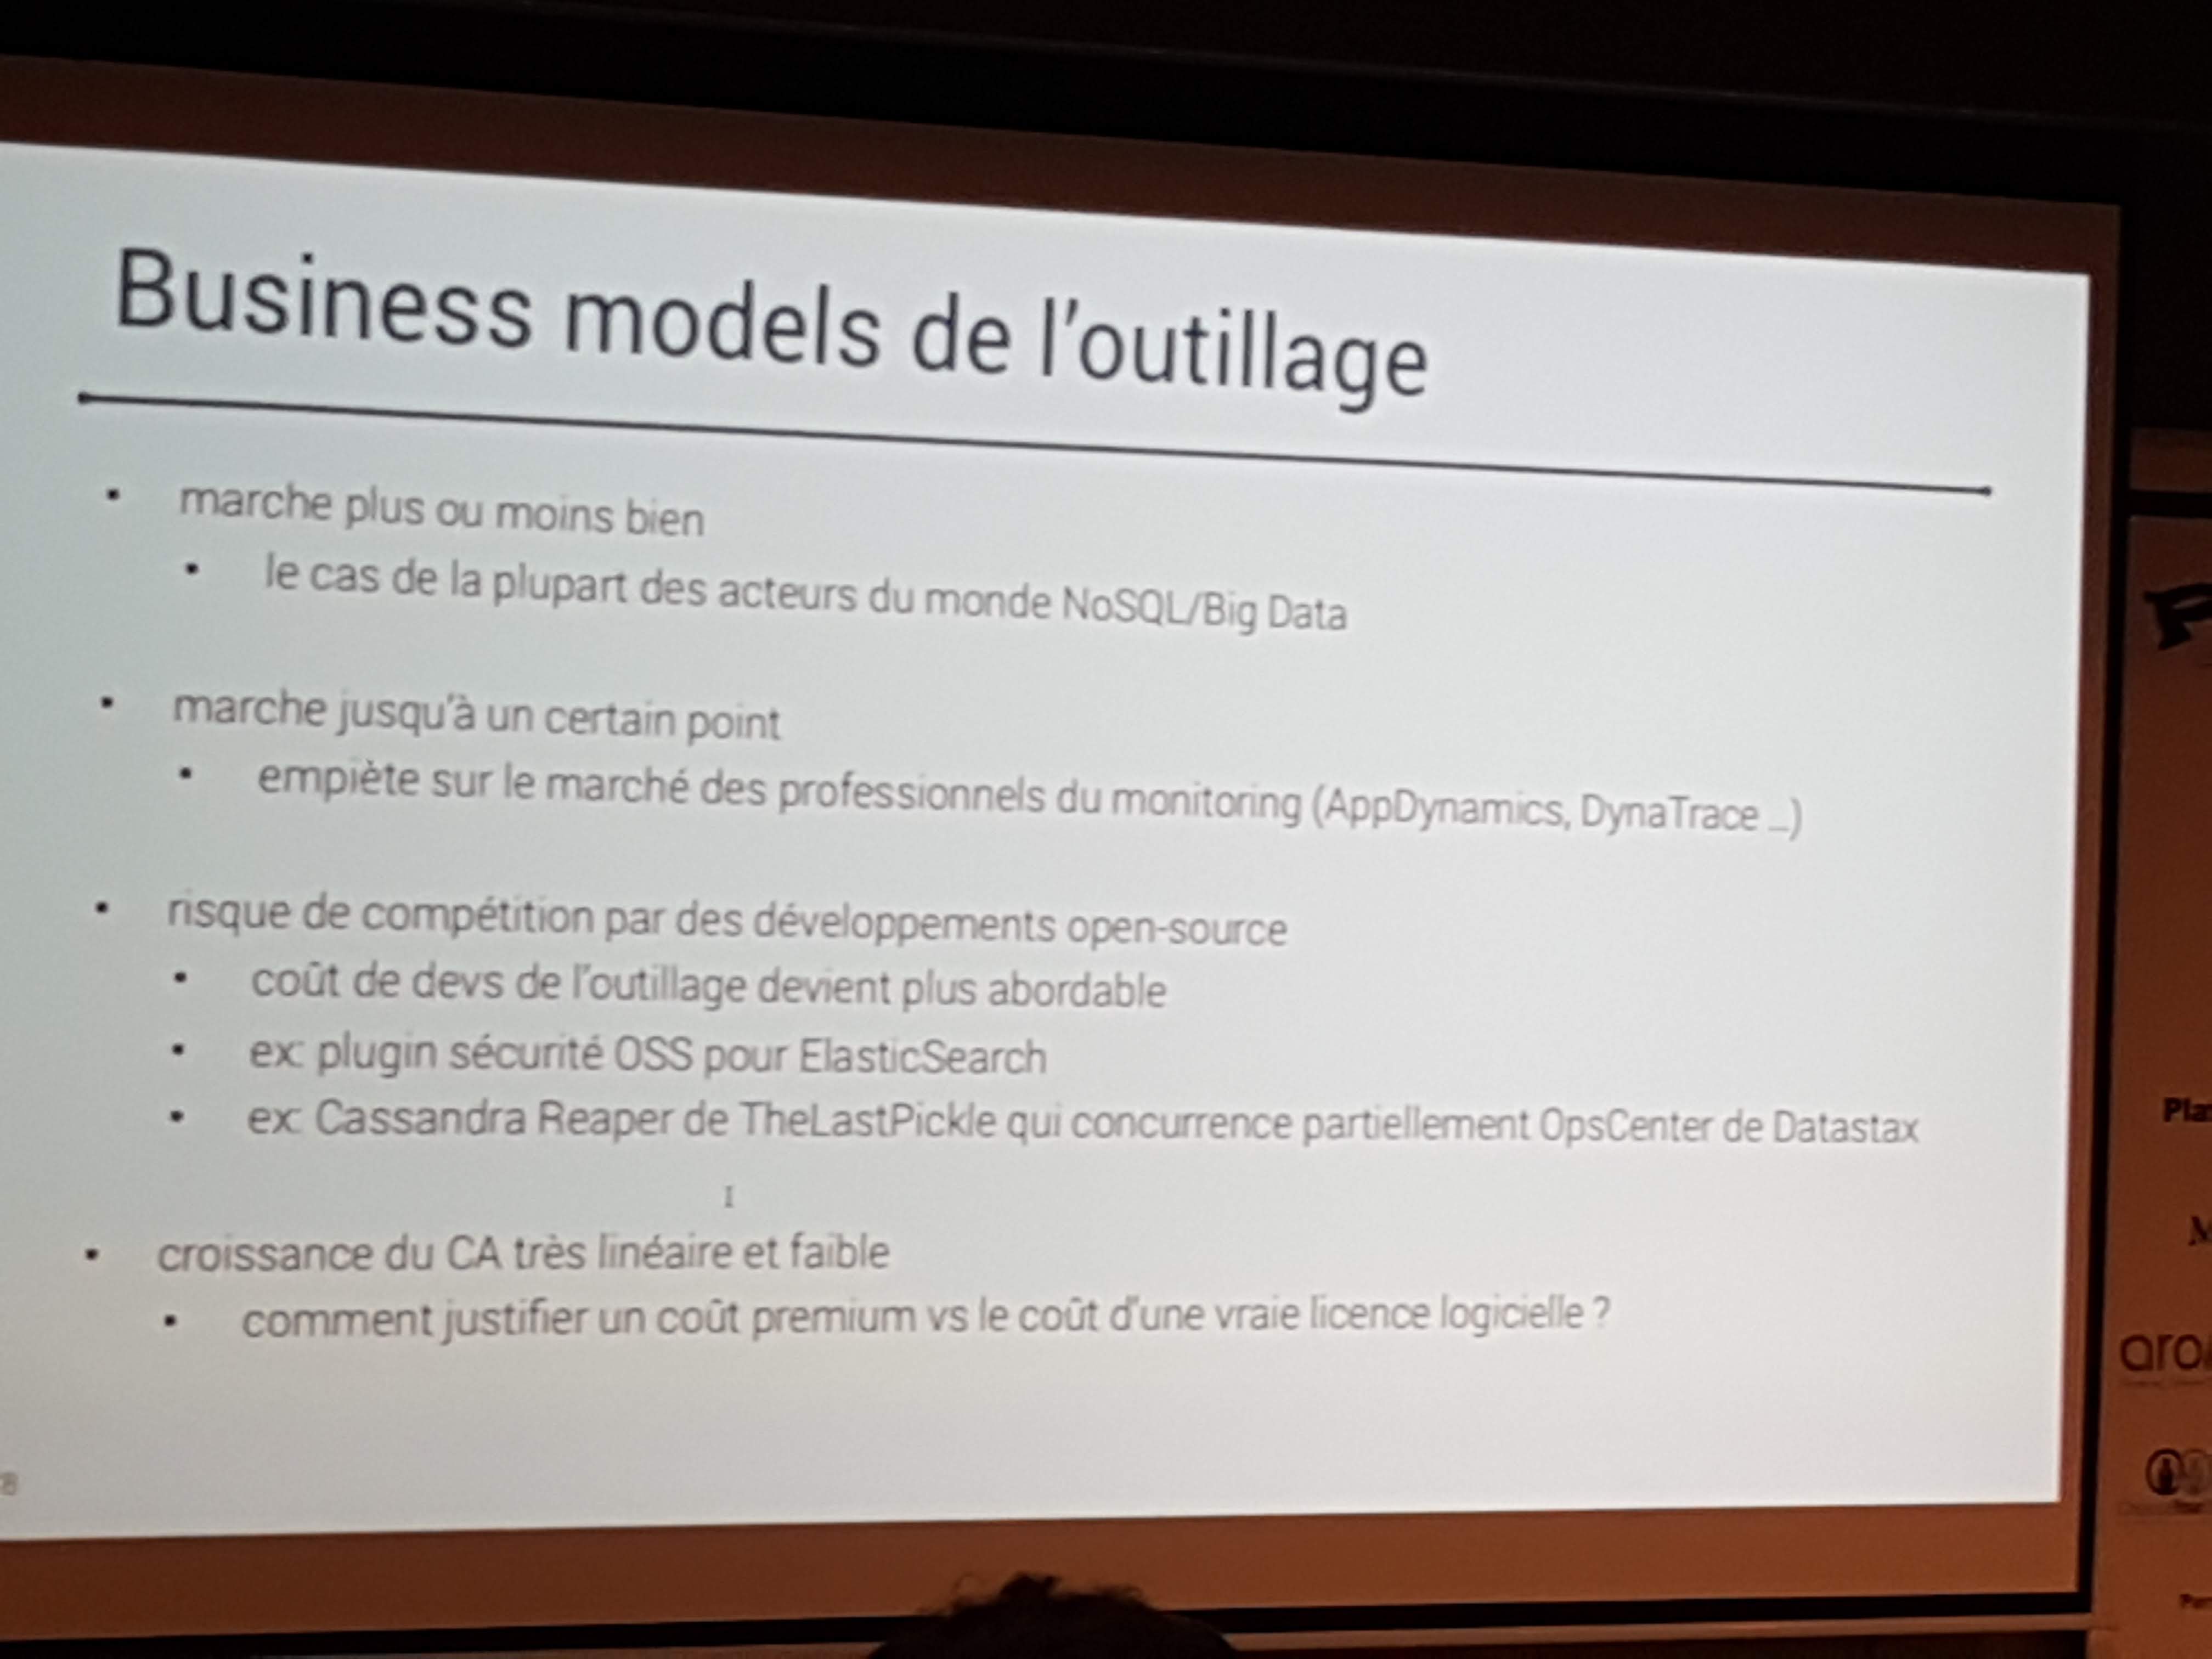 Business models de l'outillage
marche plus ou moins bien
le cas de la plupart des acteurs du monde NoSQL/Big Data
marche jusqu'à un certain point
empiète sur le marché des professionnels du monitoring (AppDynamics, DynaTrace ...)
risque de compétition par des développements open-source
coût de devs de l'outillage devient plus abordable
ex: plugin sécurité OSS pour ElasticSearch
ex: Cassandra Reaper de TheLastPickle qui concurrence partiellement OpsCenter de Datastax
croissance du CA très linéaire et faible
comment justifier un coût premium vs le coût d'une vraie licence logicielle ?
8
Pla
aro